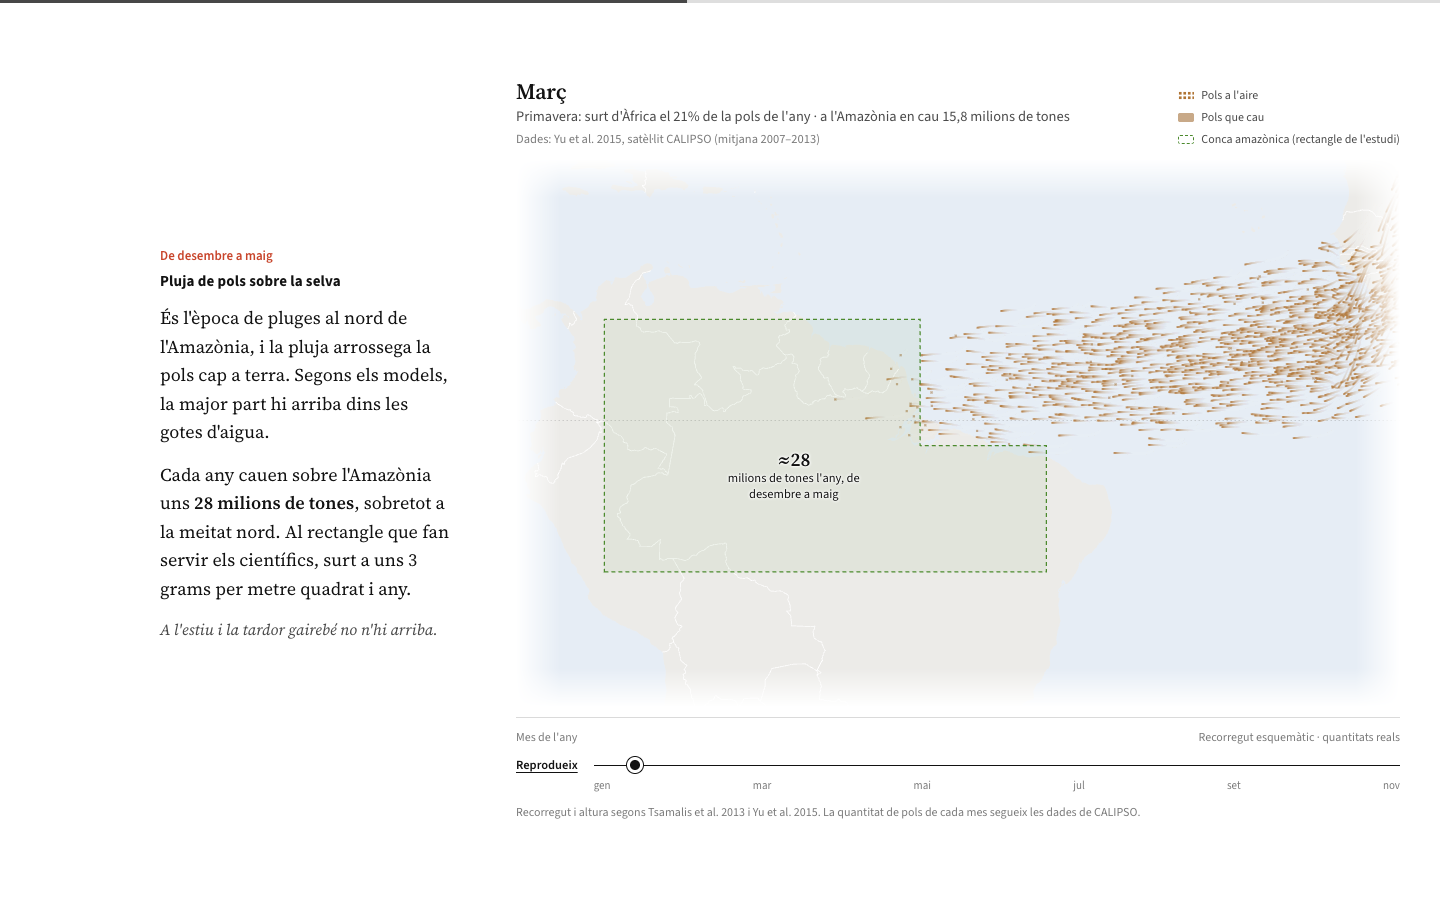 Març
Primavera: surt d'Àfrica el 21% de la pols de l'any · a l'Amazònia en cau 15,8 milions de tones
Dades: Yu et al. 2015, satèl·lit CALIPSO (mitjana 2007–2013)
Pols a l'aire
Pols que cau
Conca amazònica (rectangle de l'estudi)
De desembre a maig
Pluja de pols sobre la selva
És l'època de pluges al nord de
l'Amazònia, i la pluja arrossega la
pols cap a terra. Segons els models,
la major part hi arriba dins les
gotes d'aigua.
Cada any cauen sobre l'Amazònia
uns 28 milions de tones, sobretot a
la meitat nord. Al rectangle que fan
servir els científics, surt a uns 3
grams per metre quadrat i any.
A l'estiu i la tardor gairebé no n'hi arriba.
≈28
milions de tones l'any, de
desembre a maig
Mes de l'any
Recorregut esquemàtic · quantitats reals
Reprodueix
gen mar mai jul set nov
Recorregut i altura segons Tsamalis et al. 2013 i Yu et al. 2015. La quantitat de pols de cada mes segueix les dades de CALIPSO.